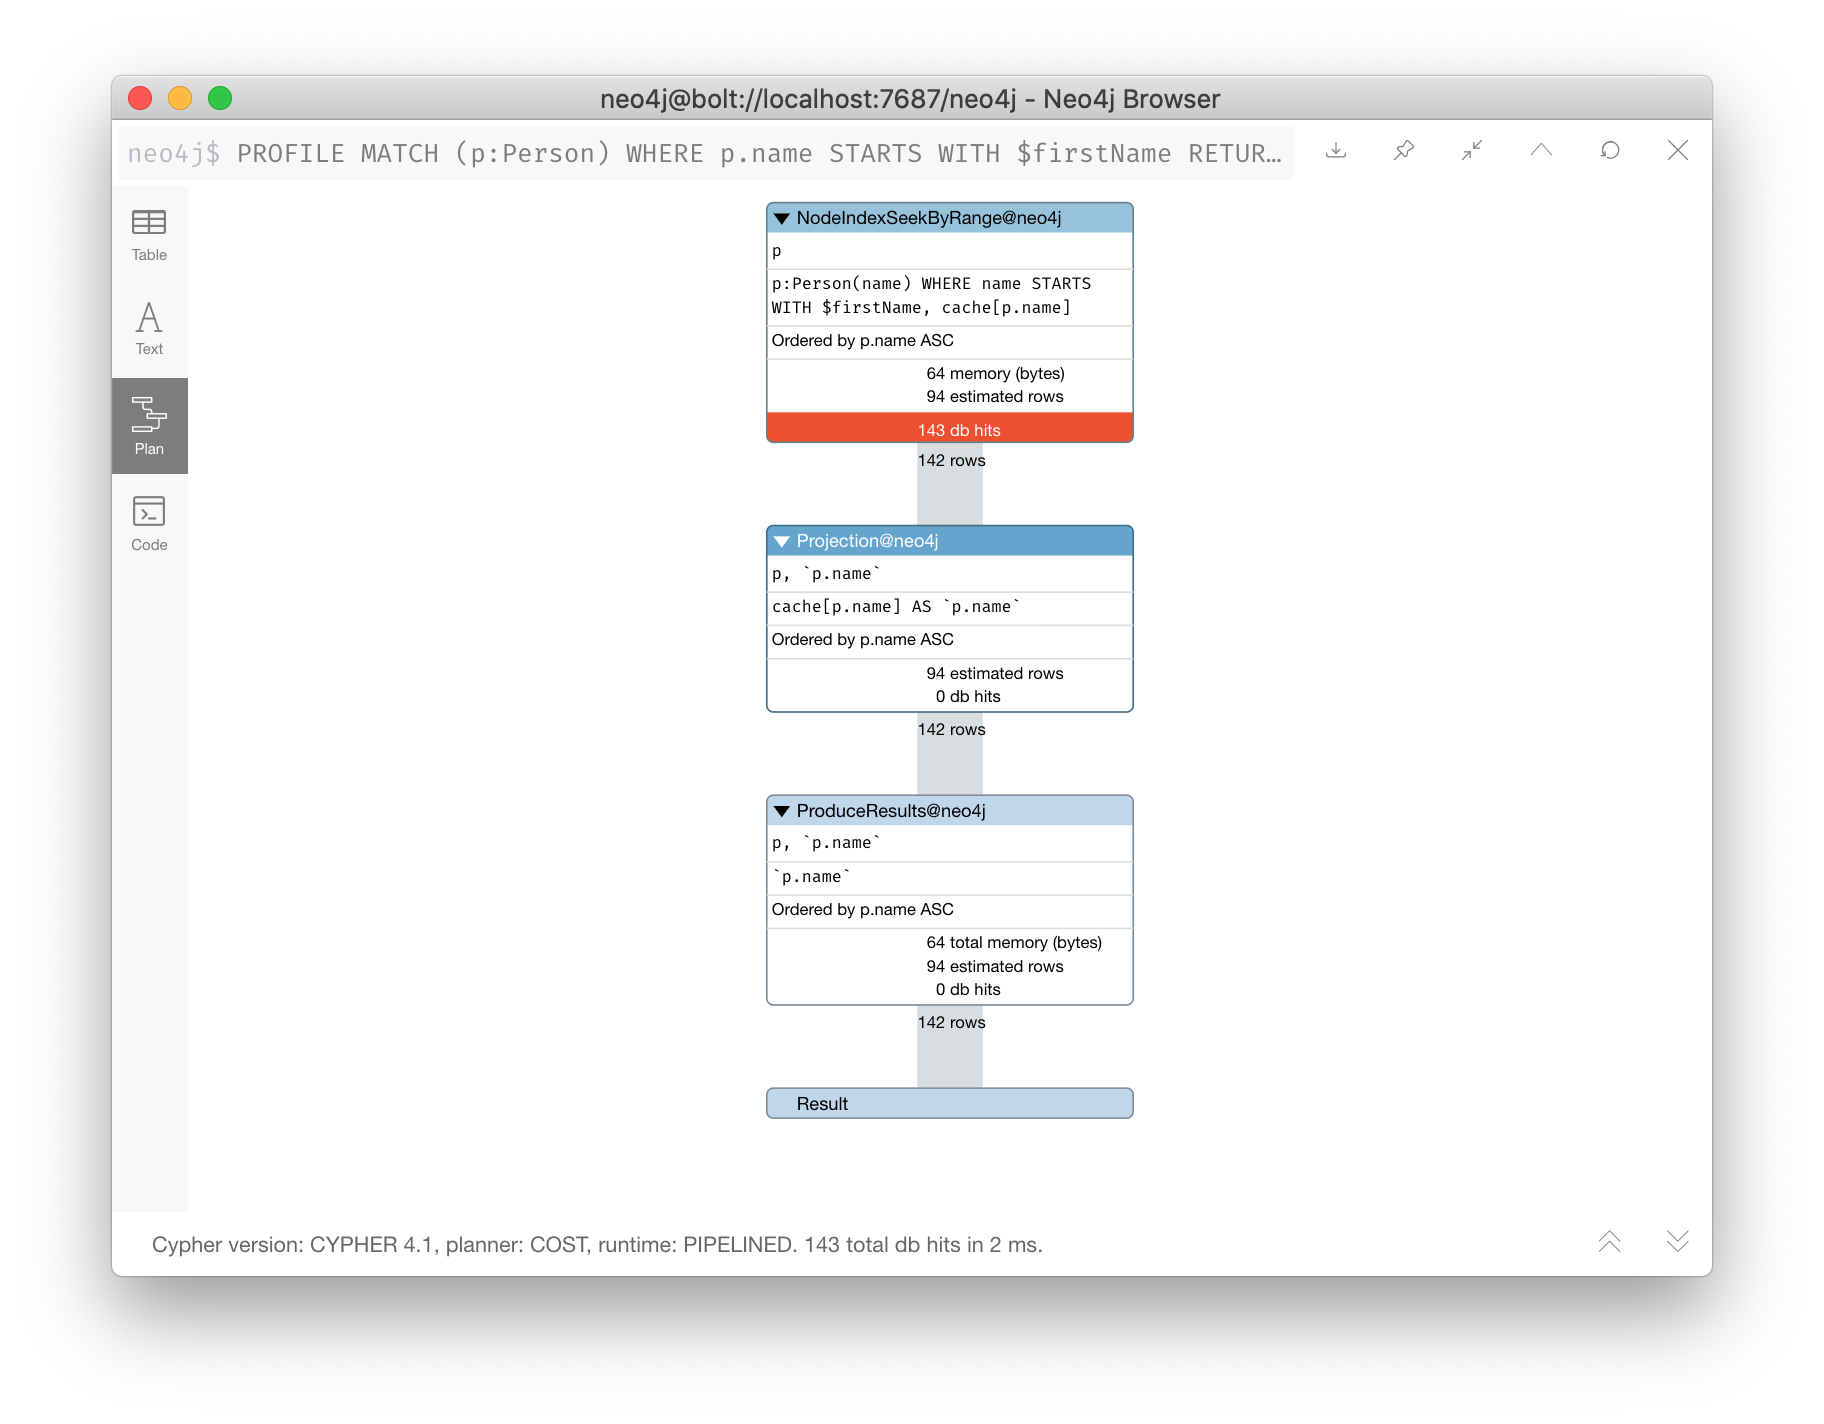 neo4j@bolt://localhost:7687/neo4j - Neo4j Browser
neo4j$ PROFILE MATCH (p:Person) WHERE p.name STARTS WITH $firstName RETUR…
Table
Text
Plan
Code
NodeIndexSeekByRange@neo4j
p
p:Person(name) WHERE name STARTS
WITH $firstName, cache[p.name]
Ordered by p.name ASC
64 memory (bytes)
94 estimated rows
143 db hits
142 rows
Projection@neo4j
p, `p.name`
cache[p.name] AS `p.name`
Ordered by p.name ASC
94 estimated rows
0 db hits
142 rows
ProduceResults@neo4j
p, `p.name`
`p.name`
Ordered by p.name ASC
64 total memory (bytes)
94 estimated rows
0 db hits
142 rows
Result
Cypher version: CYPHER 4.1, planner: COST, runtime: PIPELINED. 143 total db hits in 2 ms.